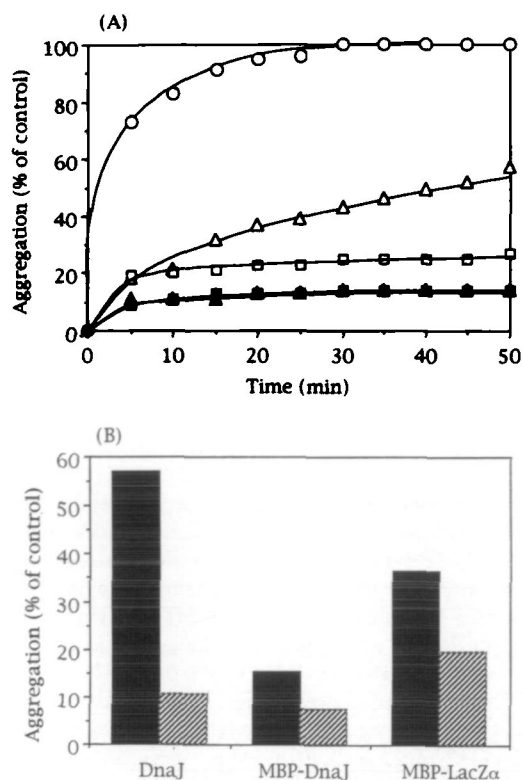 (A)
Aggregation (% of control)
100
80
60
40
20
0
0 10 20 30 40 50
Time (min)
(B)
Aggregation (% of control)
60
50
40
30
20
10
0
DnaJ MBP-DnaJ MBP-LacZα